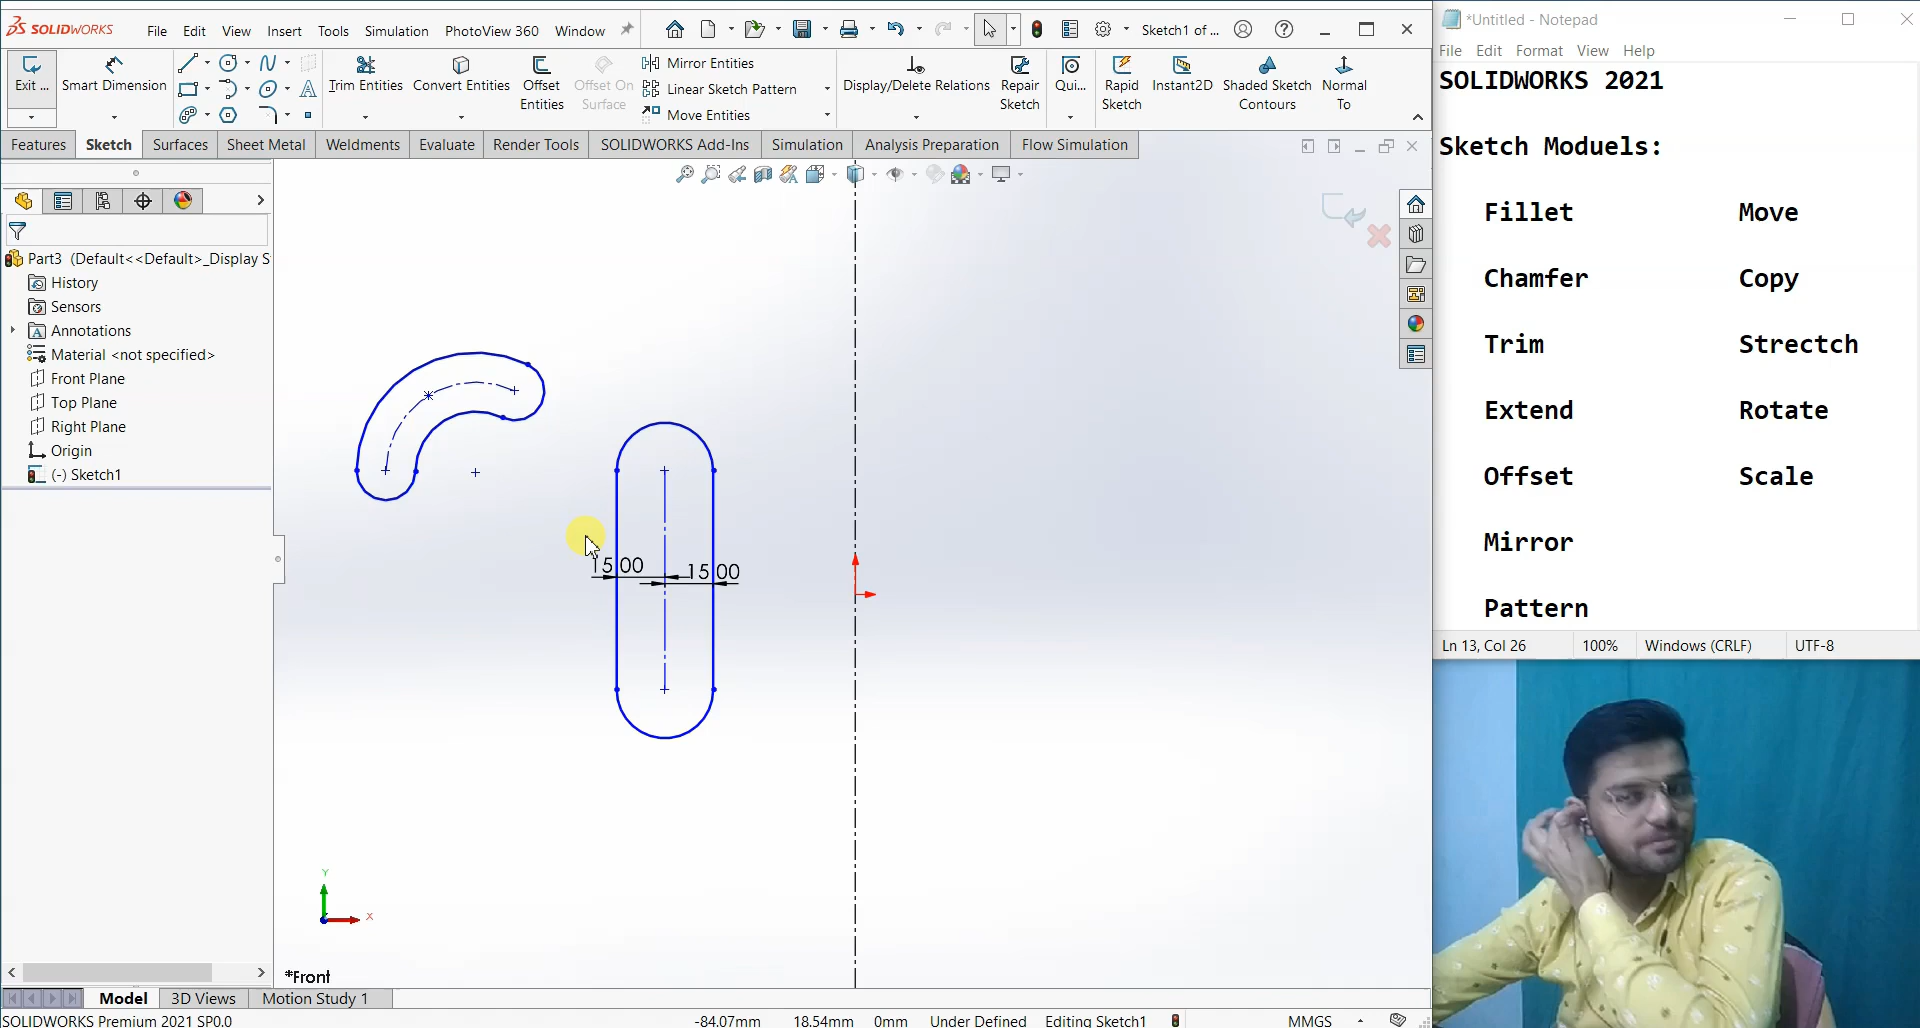 SOLIDWORKS File Edit View Insert Tools Simulation PhotoView 360 Window Sketch1 of ...
Exit ... Smart Dimension Trim Entities Convert Entities Offset Entities Offset On Surface Mirror Entities Linear Sketch Pattern Move Entities Display/Delete Relations Repair Sketch Qui... Rapid Sketch Instant2D Shaded Sketch Contours Normal To
Features Sketch Surfaces Sheet Metal Weldments Evaluate Render Tools SOLIDWORKS Add-Ins Simulation Analysis Preparation Flow Simulation
Part3 (Default<<Default>_Display S
History
Sensors
Annotations
Material <not specified>
Front Plane
Top Plane
Right Plane
Origin
(-) Sketch1
15.00
15.00
Y
X
*Front
Model 3D Views Motion Study 1
SOLIDWORKS Premium 2021 SP0.0 -84.07mm 18.54mm 0mm Under Defined Editing Sketch1 MMGS
*Untitled - Notepad
File Edit Format View Help
SOLIDWORKS 2021
Sketch Moduels:
Fillet Move
Chamfer Copy
Trim Strectch
Extend Rotate
Offset Scale
Mirror
Pattern
Ln 13, Col 26 100% Windows (CRLF) UTF-8